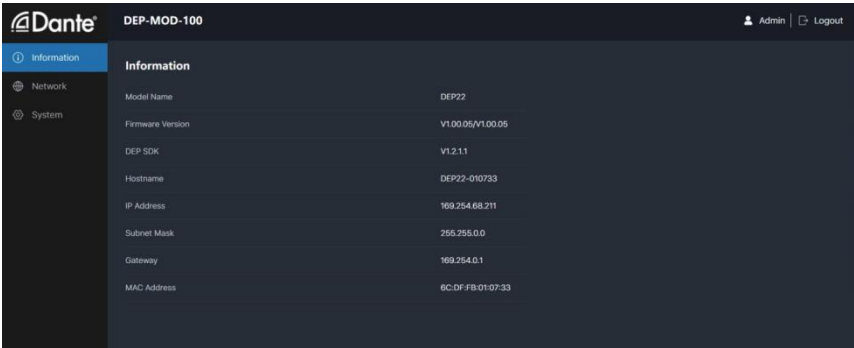 Dante®
DEP-MOD-100
Admin | Logout
Information
Network
System
Information
Model Name DEP22
Firmware Version V1.00.05/V1.00.05
DEP SDK V1.2.1.1
Hostname DEP22-010733
IP Address 169.254.68.211
Subnet Mask 255.255.0.0
Gateway 169.254.0.1
MAC Address 6C:DF:FB:01:07:33